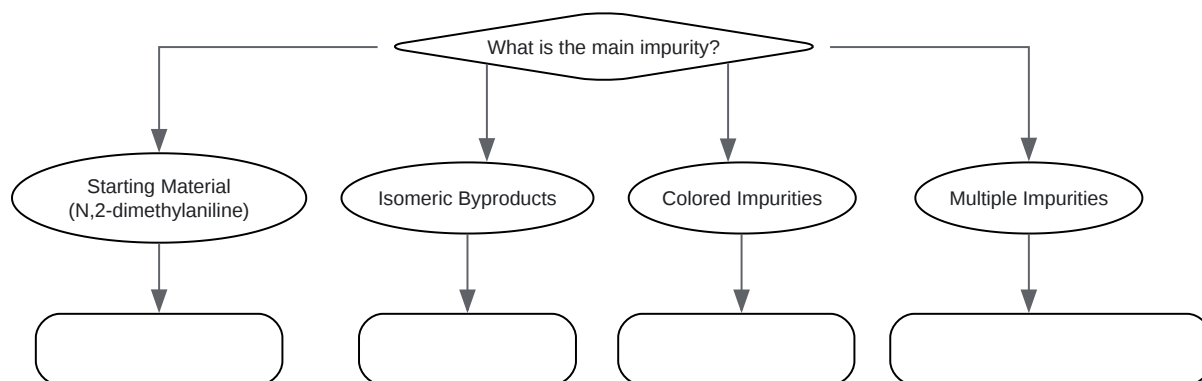 What is the main impurity?
Starting Material
(N,2-dimethylaniline)
Isomeric Byproducts
Colored Impurities
Multiple Impurities